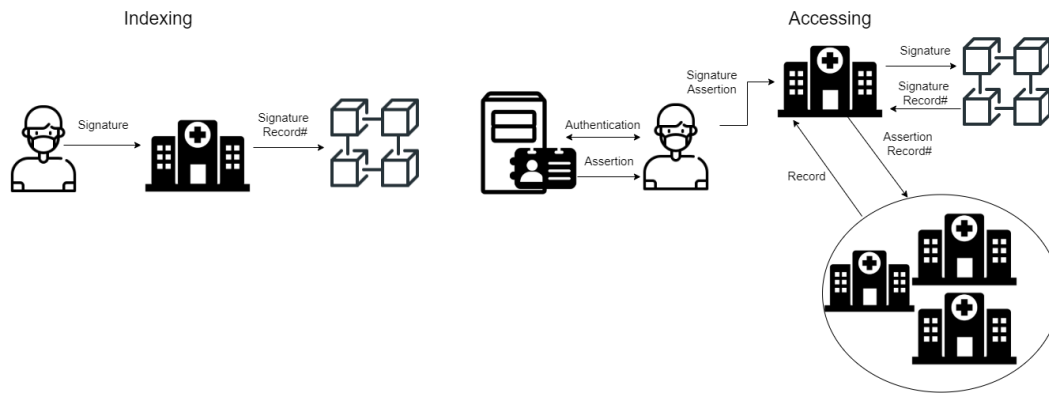 Indexing
Signature
Signature
Record#
Accessing
Authentication
Assertion
Signature
Assertion
Signature
Signature
Record#
Assertion
Record#
Record